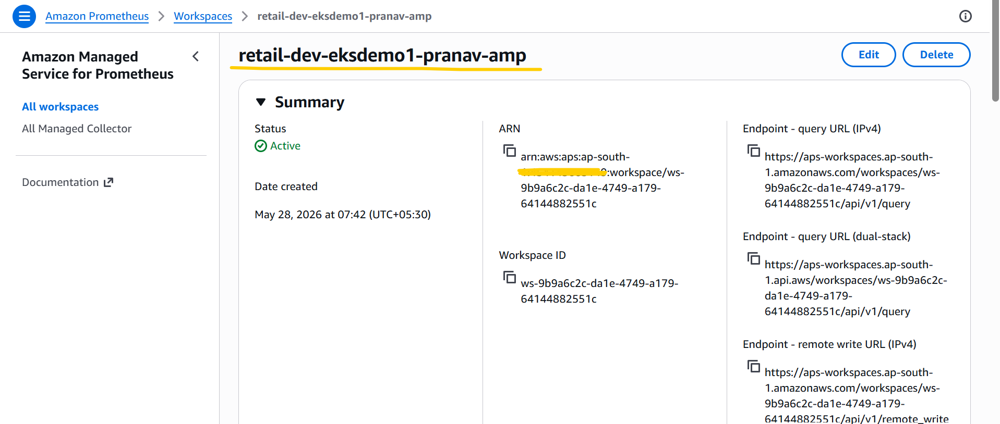 Amazon Prometheus
Workspaces
retail-dev-eksdemo1-pranav-amp
Amazon Managed
Service for Prometheus
All workspaces
All Managed Collector
Documentation
retail-dev-eksdemo1-pranav-amp
Edit
Delete
Summary
Status
Active
Date created
May 28, 2026 at 07:42 (UTC+05:30)
ARN
arn:aws:aps:ap-south-
:workspace/ws-
9b9a6c2c-da1e-4749-a179-
64144882551c
Workspace ID
ws-9b9a6c2c-da1e-4749-a179-
64144882551c
Endpoint - query URL (IPv4)
https://aps-workspaces.ap-south-
1.amazonaws.com/workspaces/ws-
9b9a6c2c-da1e-4749-a179-
64144882551c/api/v1/query
Endpoint - query URL (dual-stack)
https://aps-workspaces.ap-south-
1.api.aws/workspaces/ws-9b9a6c2c-
da1e-4749-a179-
64144882551c/api/v1/query
Endpoint - remote write URL (IPv4)
https://aps-workspaces.ap-south-
1.amazonaws.com/workspaces/ws-
9b9a6c2c-da1e-4749-a179-
64144882551c/api/v1/remote_write